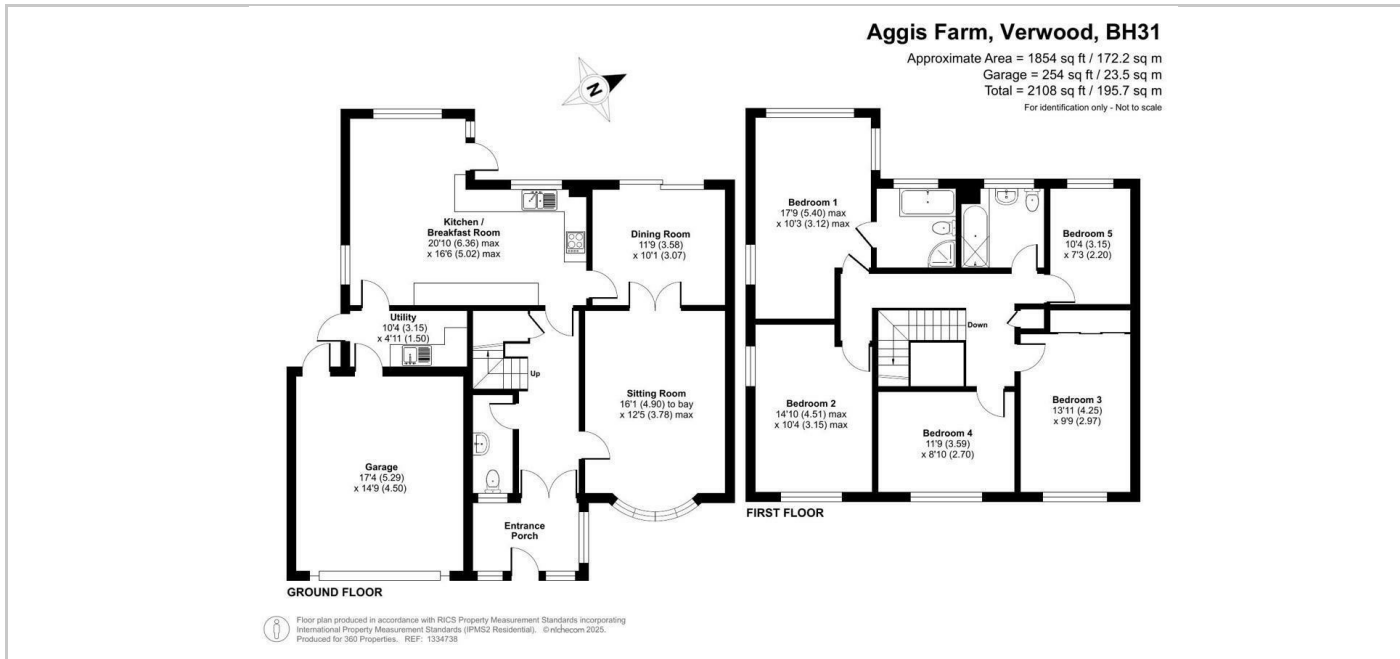 Aggis Farm, Verwood, BH31
Approximate Area = 1854 sq ft / 172.2 sq m
Garage = 254 sq ft / 23.5 sq m
Total = 2108 sq ft / 195.7 sq m
For identification only - Not to scale
N
Kitchen /
Breakfast Room
20'10 (6.36) max
x 16'6 (5.02) max
Dining Room
11'9 (3.58)
x 10'1 (3.07)
Utility
10'4 (3.15)
x 4'11 (1.50)
Up
Sitting Room
16'1 (4.90) to bay
x 12'5 (3.78) max
Garage
17'4 (5.29)
x 14'9 (4.50)
Entrance
Porch
GROUND FLOOR
Bedroom 1
17'9 (5.40) max
x 10'3 (3.12) max
Bedroom 5
10'4 (3.15)
x 7'3 (2.20)
Down
Bedroom 2
14'10 (4.51) max
x 10'4 (3.15) max
Bedroom 4
11'9 (3.59)
x 8'10 (2.70)
Bedroom 3
13'11 (4.25)
x 9'9 (2.97)
FIRST FLOOR
Floor plan produced in accordance with RICS Property Measurement Standards incorporating
International Property Measurement Standards (IPMS2 Residential). © nichecom 2025.
Produced for 360 Properties. REF: 1334738